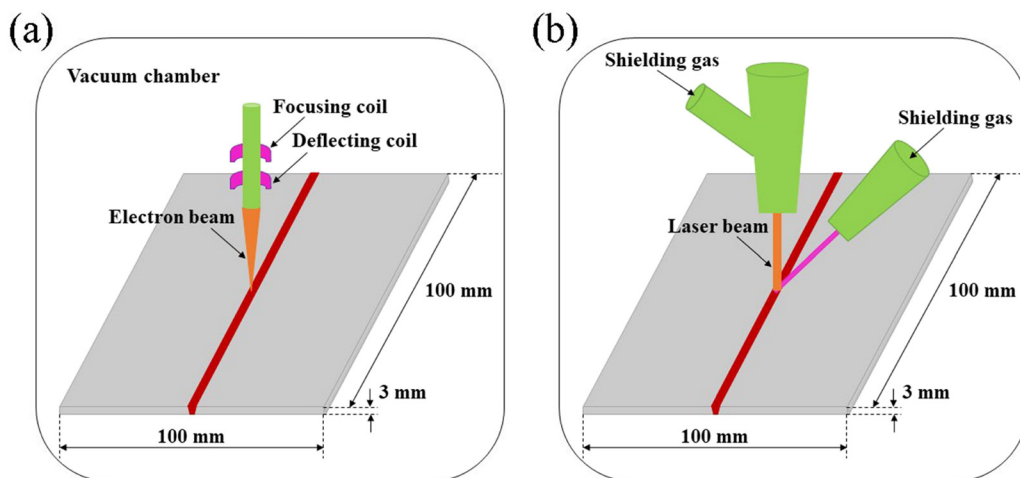 (a)
Vacuum chamber
Focusing coil
Deflecting coil
Electron beam
100 mm
3 mm
100 mm
(b)
Shielding gas
Shielding gas
Laser beam
100 mm
3 mm
100 mm